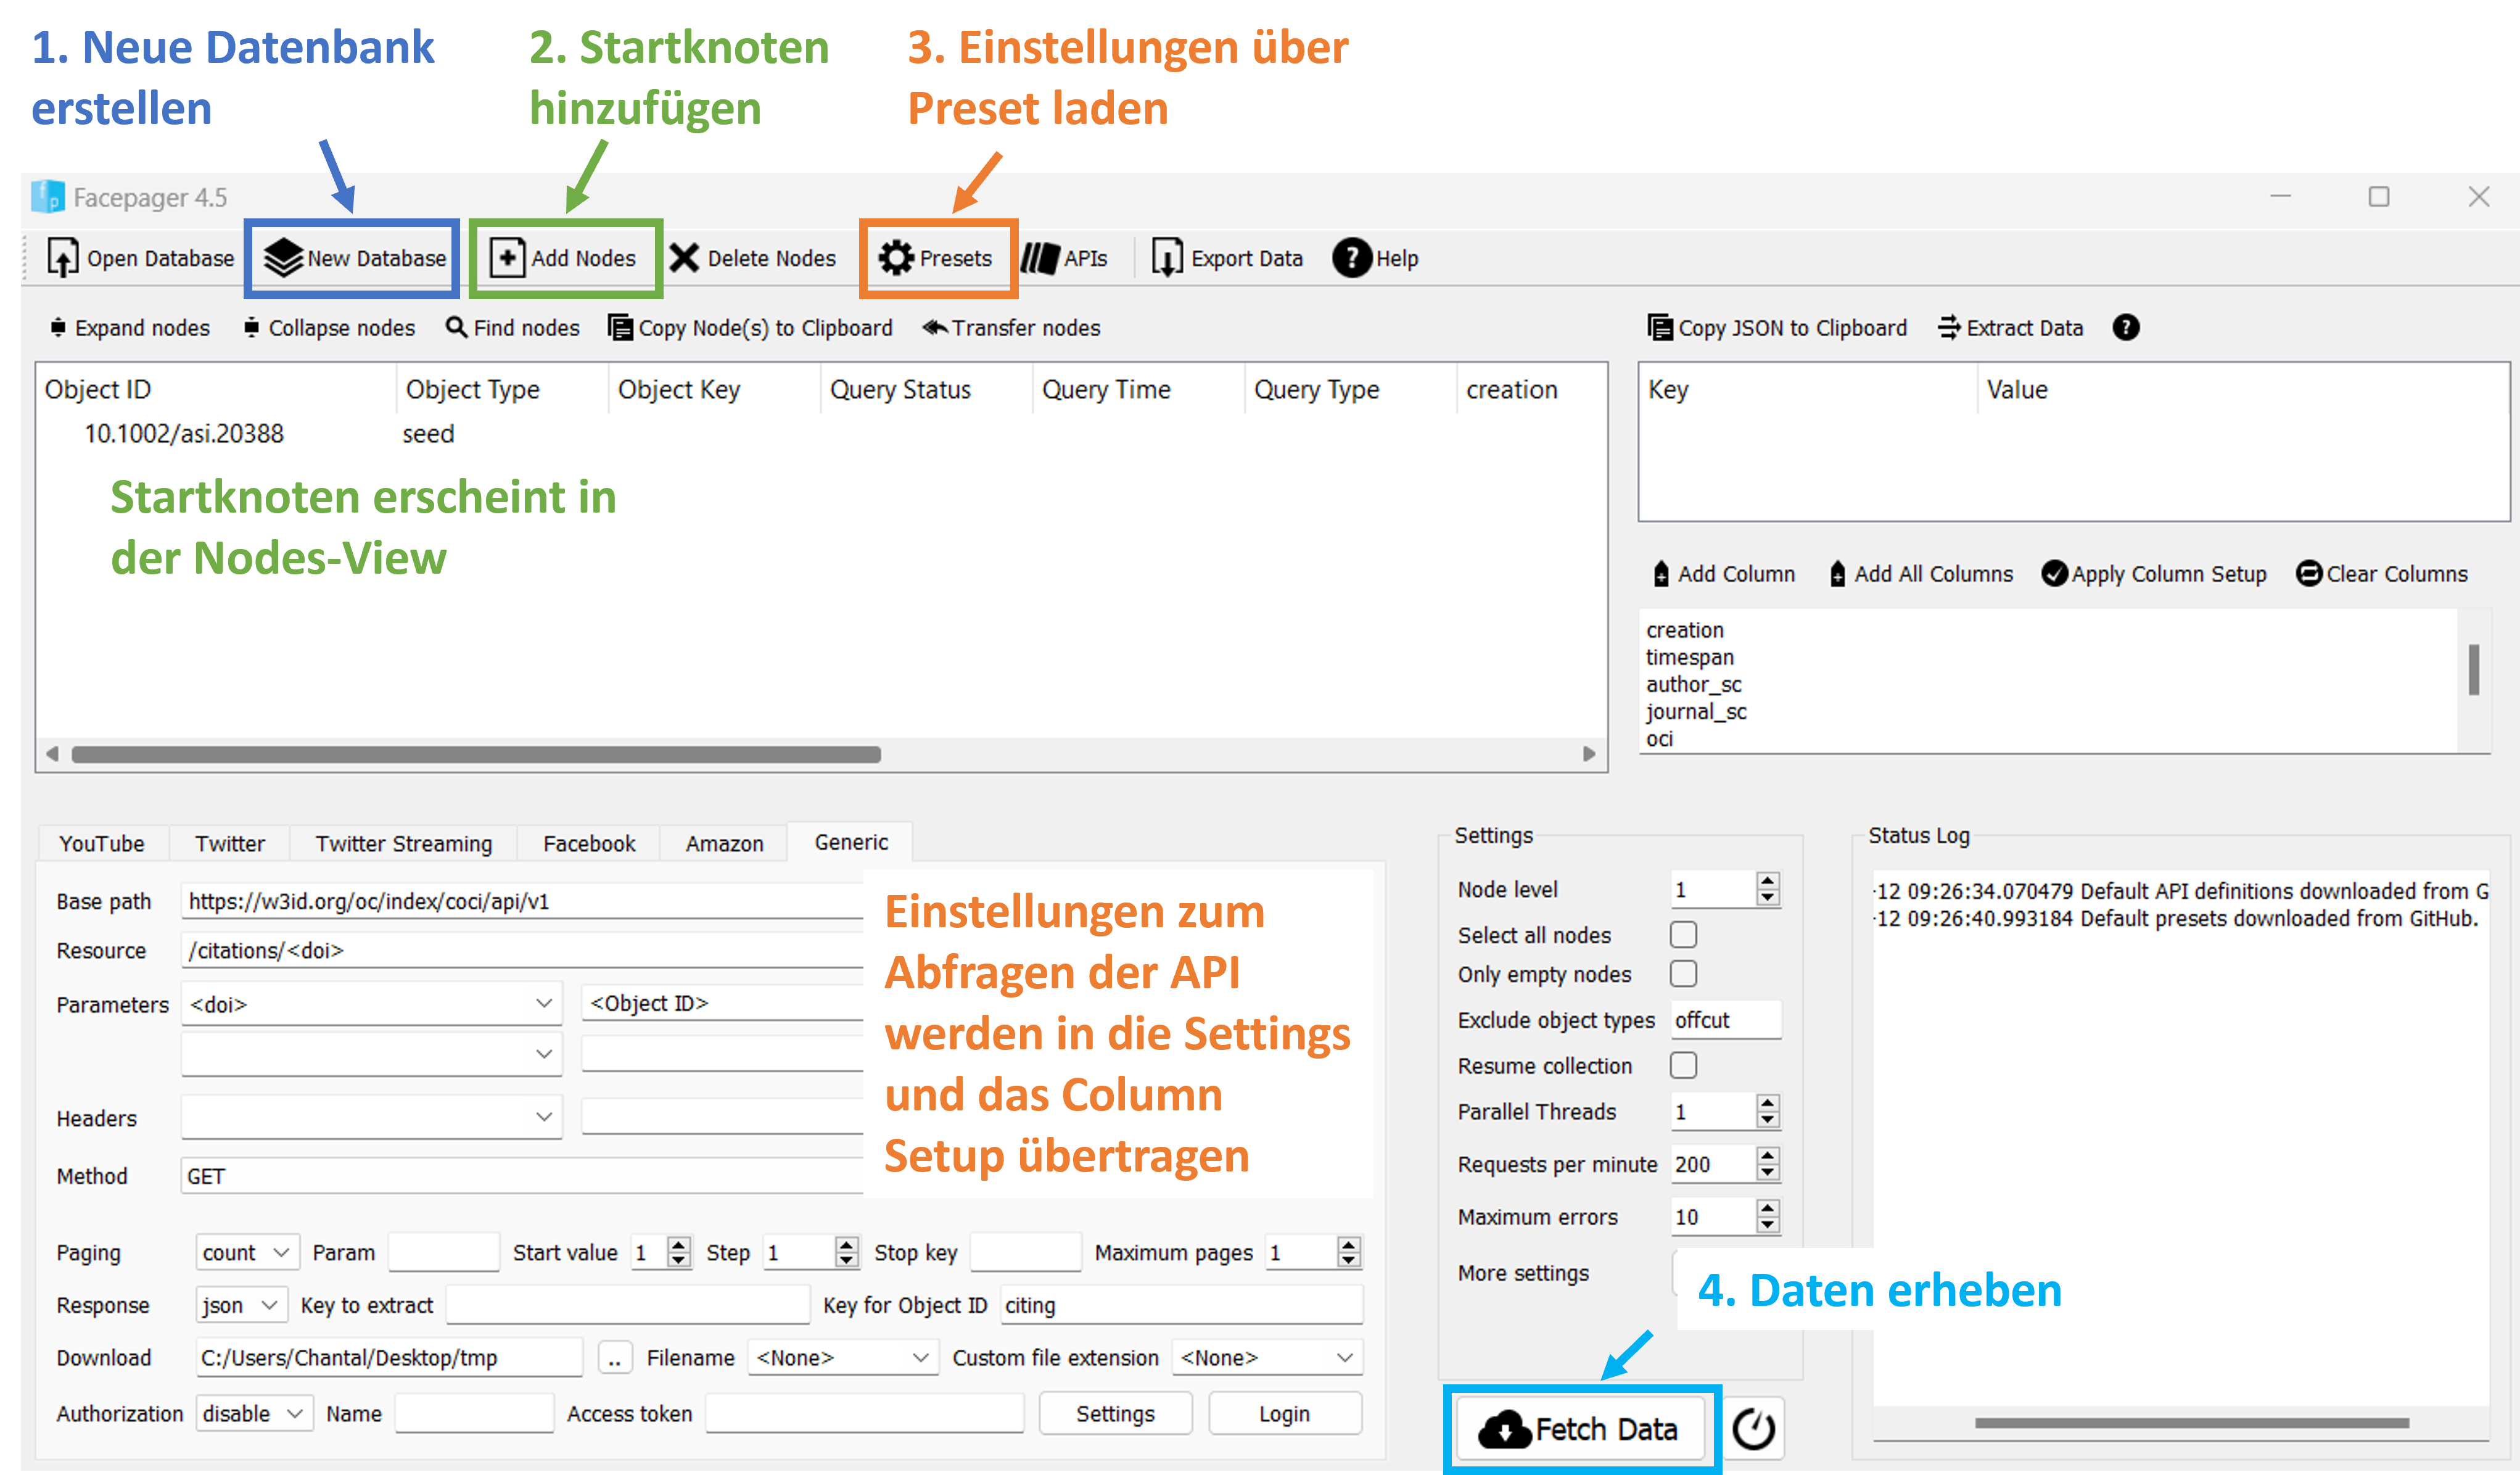 1. Neue Datenbank
erstellen
2. Startknoten
hinzufügen
3. Einstellungen über
Preset laden
Facepager 4.5
Open Database New Database Add Nodes Delete Nodes Presets APIs Export Data Help
Expand nodes Collapse nodes Find nodes Copy Node(s) to Clipboard Transfer nodes
Object ID Object Type Object Key Query Status Query Time Query Type creation
10.1002/asi.20388 seed
Startknoten erscheint in
der Nodes-View
Copy JSON to Clipboard Extract Data ?
Key Value
Add Column Add All Columns Apply Column Setup Clear Columns
creation
timespan
author_sc
journal_sc
oci
YouTube Twitter Twitter Streaming Facebook Amazon Generic
Base path https://w3id.org/oc/index/coci/api/v1
Resource /citations/<doi>
Parameters <doi> <Object ID>
Headers
Method GET
Einstellungen zum
Abfragen der API
werden in die Settings
und das Column
Setup übertragen
Paging count Param Start value 1 Step 1 Stop key Maximum pages 1
Response json Key to extract Key for Object ID citing
Download C:/Users/Chantal/Desktop/tmp .. Filename <None> Custom file extension <None>
Authorization disable Name Access token Settings Login
Settings
Node level 1
Select all nodes
Only empty nodes
Exclude object types offcut
Resume collection
Parallel Threads 1
Requests per minute 200
Maximum errors 10
More settings
4. Daten erheben
Fetch Data
Status Log
-12 09:26:34.070479 Default API definitions downloaded from G
-12 09:26:40.993184 Default presets downloaded from GitHub.